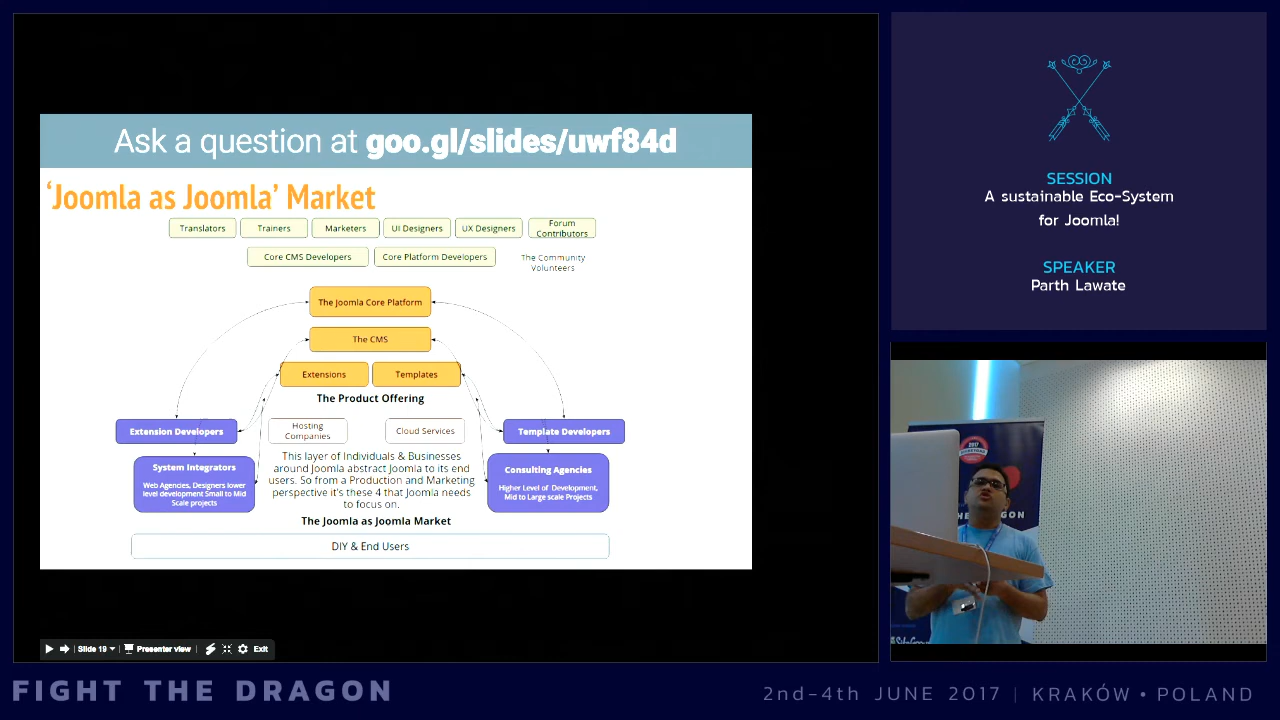 Ask a question at goo.gl/slides/uwf84d
‘Joomla as Joomla’ Market
Translators
Trainers
Marketers
UI Designers
UX Designers
Forum
Contributors
Core CMS Developers
Core Platform Developers
The Community
Volunteers
The Joomla Core Platform
The CMS
Extensions
Templates
The Product Offering
Extension Developers
Hosting
Companies
Cloud Services
Template Developers
System Integrators
Web Agencies, Designers lower
level development Small to Mid
Scale projects
This layer of Individuals & Businesses
around Joomla abstract Joomla to its end
users. So from a Production and Marketing
perspective it's these 4 that Joomla needs
to focus on.
Consulting Agencies
Higher Level of Development,
Mid to Large scale Projects
The Joomla as Joomla Market
DIY & End Users
Slide 19
Presenter view
Exit
SESSION
A sustainable Eco-System
for Joomla!
SPEAKER
Parth Lawate
2017
DRAGON
FIGHT THE DRAGON
2nd-4th JUNE 2017 | KRAKÓW • POLAND